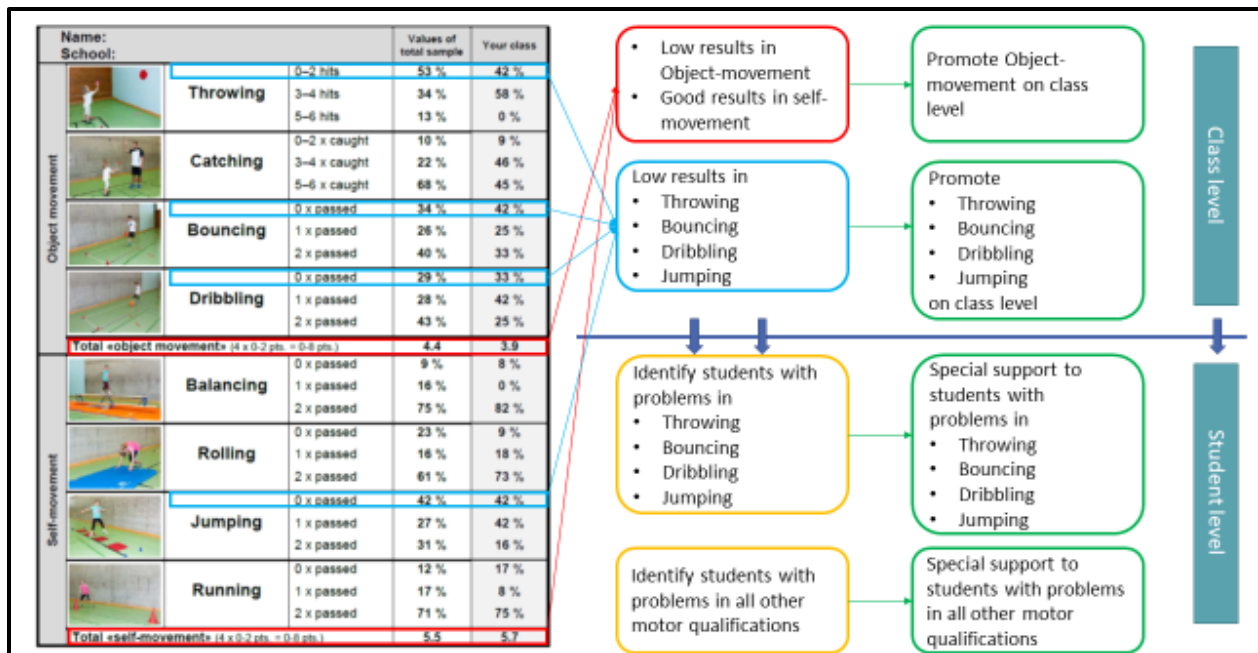 Name:
School:
Values of
total sample
Your class
Object movement
Throwing
0–2 hits 53 % 42 %
3–4 hits 34 % 58 %
5–6 hits 13 % 0 %
Catching
0–2 x caught 10 % 9 %
3–4 x caught 22 % 46 %
5–6 x caught 68 % 45 %
Bouncing
0 x passed 34 % 42 %
1 x passed 26 % 25 %
2 x passed 40 % 33 %
Dribbling
0 x passed 29 % 33 %
1 x passed 28 % 42 %
2 x passed 43 % 25 %
Total «object movement» (4 x 0-2 pts. = 0-8 pts.) 4.4 3.9
Self-movement
Balancing
0 x passed 9 % 8 %
1 x passed 16 % 0 %
2 x passed 75 % 82 %
Rolling
0 x passed 23 % 9 %
1 x passed 16 % 18 %
2 x passed 61 % 73 %
Jumping
0 x passed 42 % 42 %
1 x passed 27 % 42 %
2 x passed 31 % 16 %
Running
0 x passed 12 % 17 %
1 x passed 17 % 8 %
2 x passed 71 % 75 %
Total «self-movement» (4 x 0-2 pts. = 0-8 pts.) 5.5 5.7
• Low results in
Object-movement
• Good results in self-
movement
Promote Object-
movement on class
level
Low results in
• Throwing
• Bouncing
• Dribbling
• Jumping
Promote
• Throwing
• Bouncing
• Dribbling
• Jumping
on class level
Class level
Identify students with
problems in
• Throwing
• Bouncing
• Dribbling
• Jumping
Special support to
students with
problems in
• Throwing
• Bouncing
• Dribbling
• Jumping
Identify students with
problems in all other
motor qualifications
Special support to
students with problems
in all other motor
qualifications
Student level